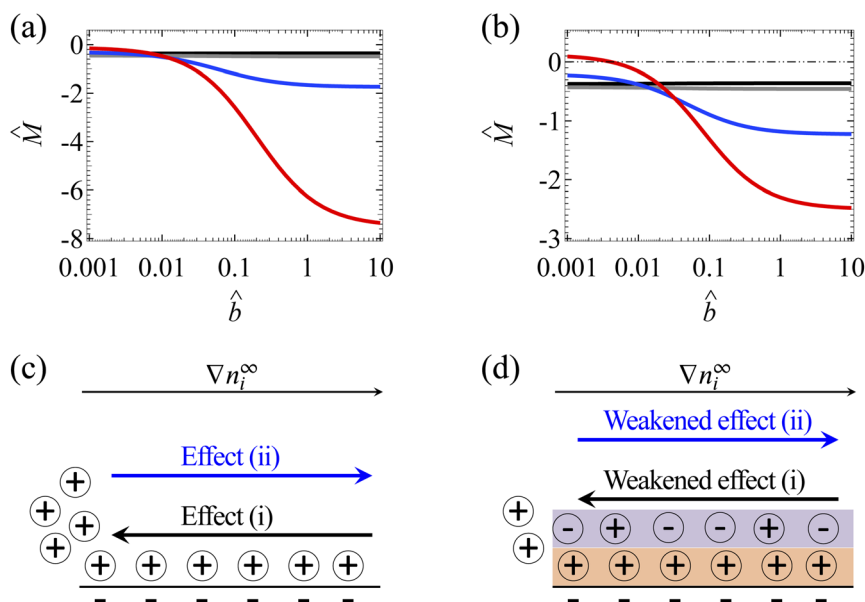 (a)
0
-2
-4
-6
-8
M̂
0.001 0.01 0.1 1 10
b̂
(b)
0
-1
-2
-3
M̂
0.001 0.01 0.1 1 10
b̂
(c)
∇n_i^∞
Effect (ii)
Effect (i)
+ + + + +
+ + + + + +
- - - - - -
(d)
∇n_i^∞
Weakened effect (ii)
Weakened effect (i)
+ +
- + - - + -
+ + + + + +
- - - - - -